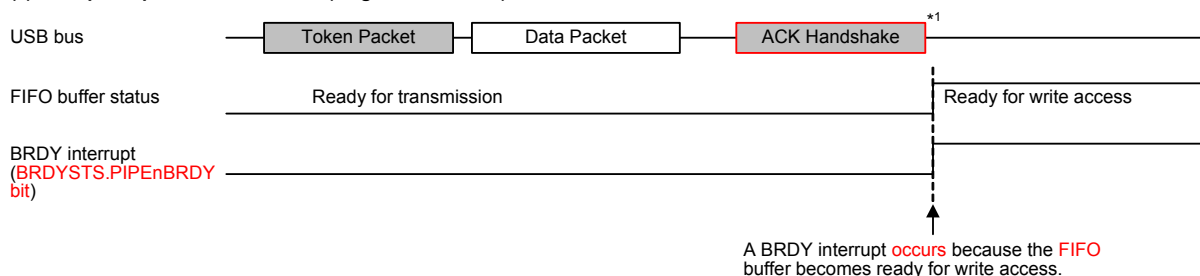 USB bus
Token Packet
Data Packet
ACK Handshake
*1
FIFO buffer status
Ready for transmission
Ready for write access
BRDY interrupt
(BRDYSTS.PIPEnBRDY
bit)
A BRDY interrupt occurs because the FIFO
buffer becomes ready for write access.